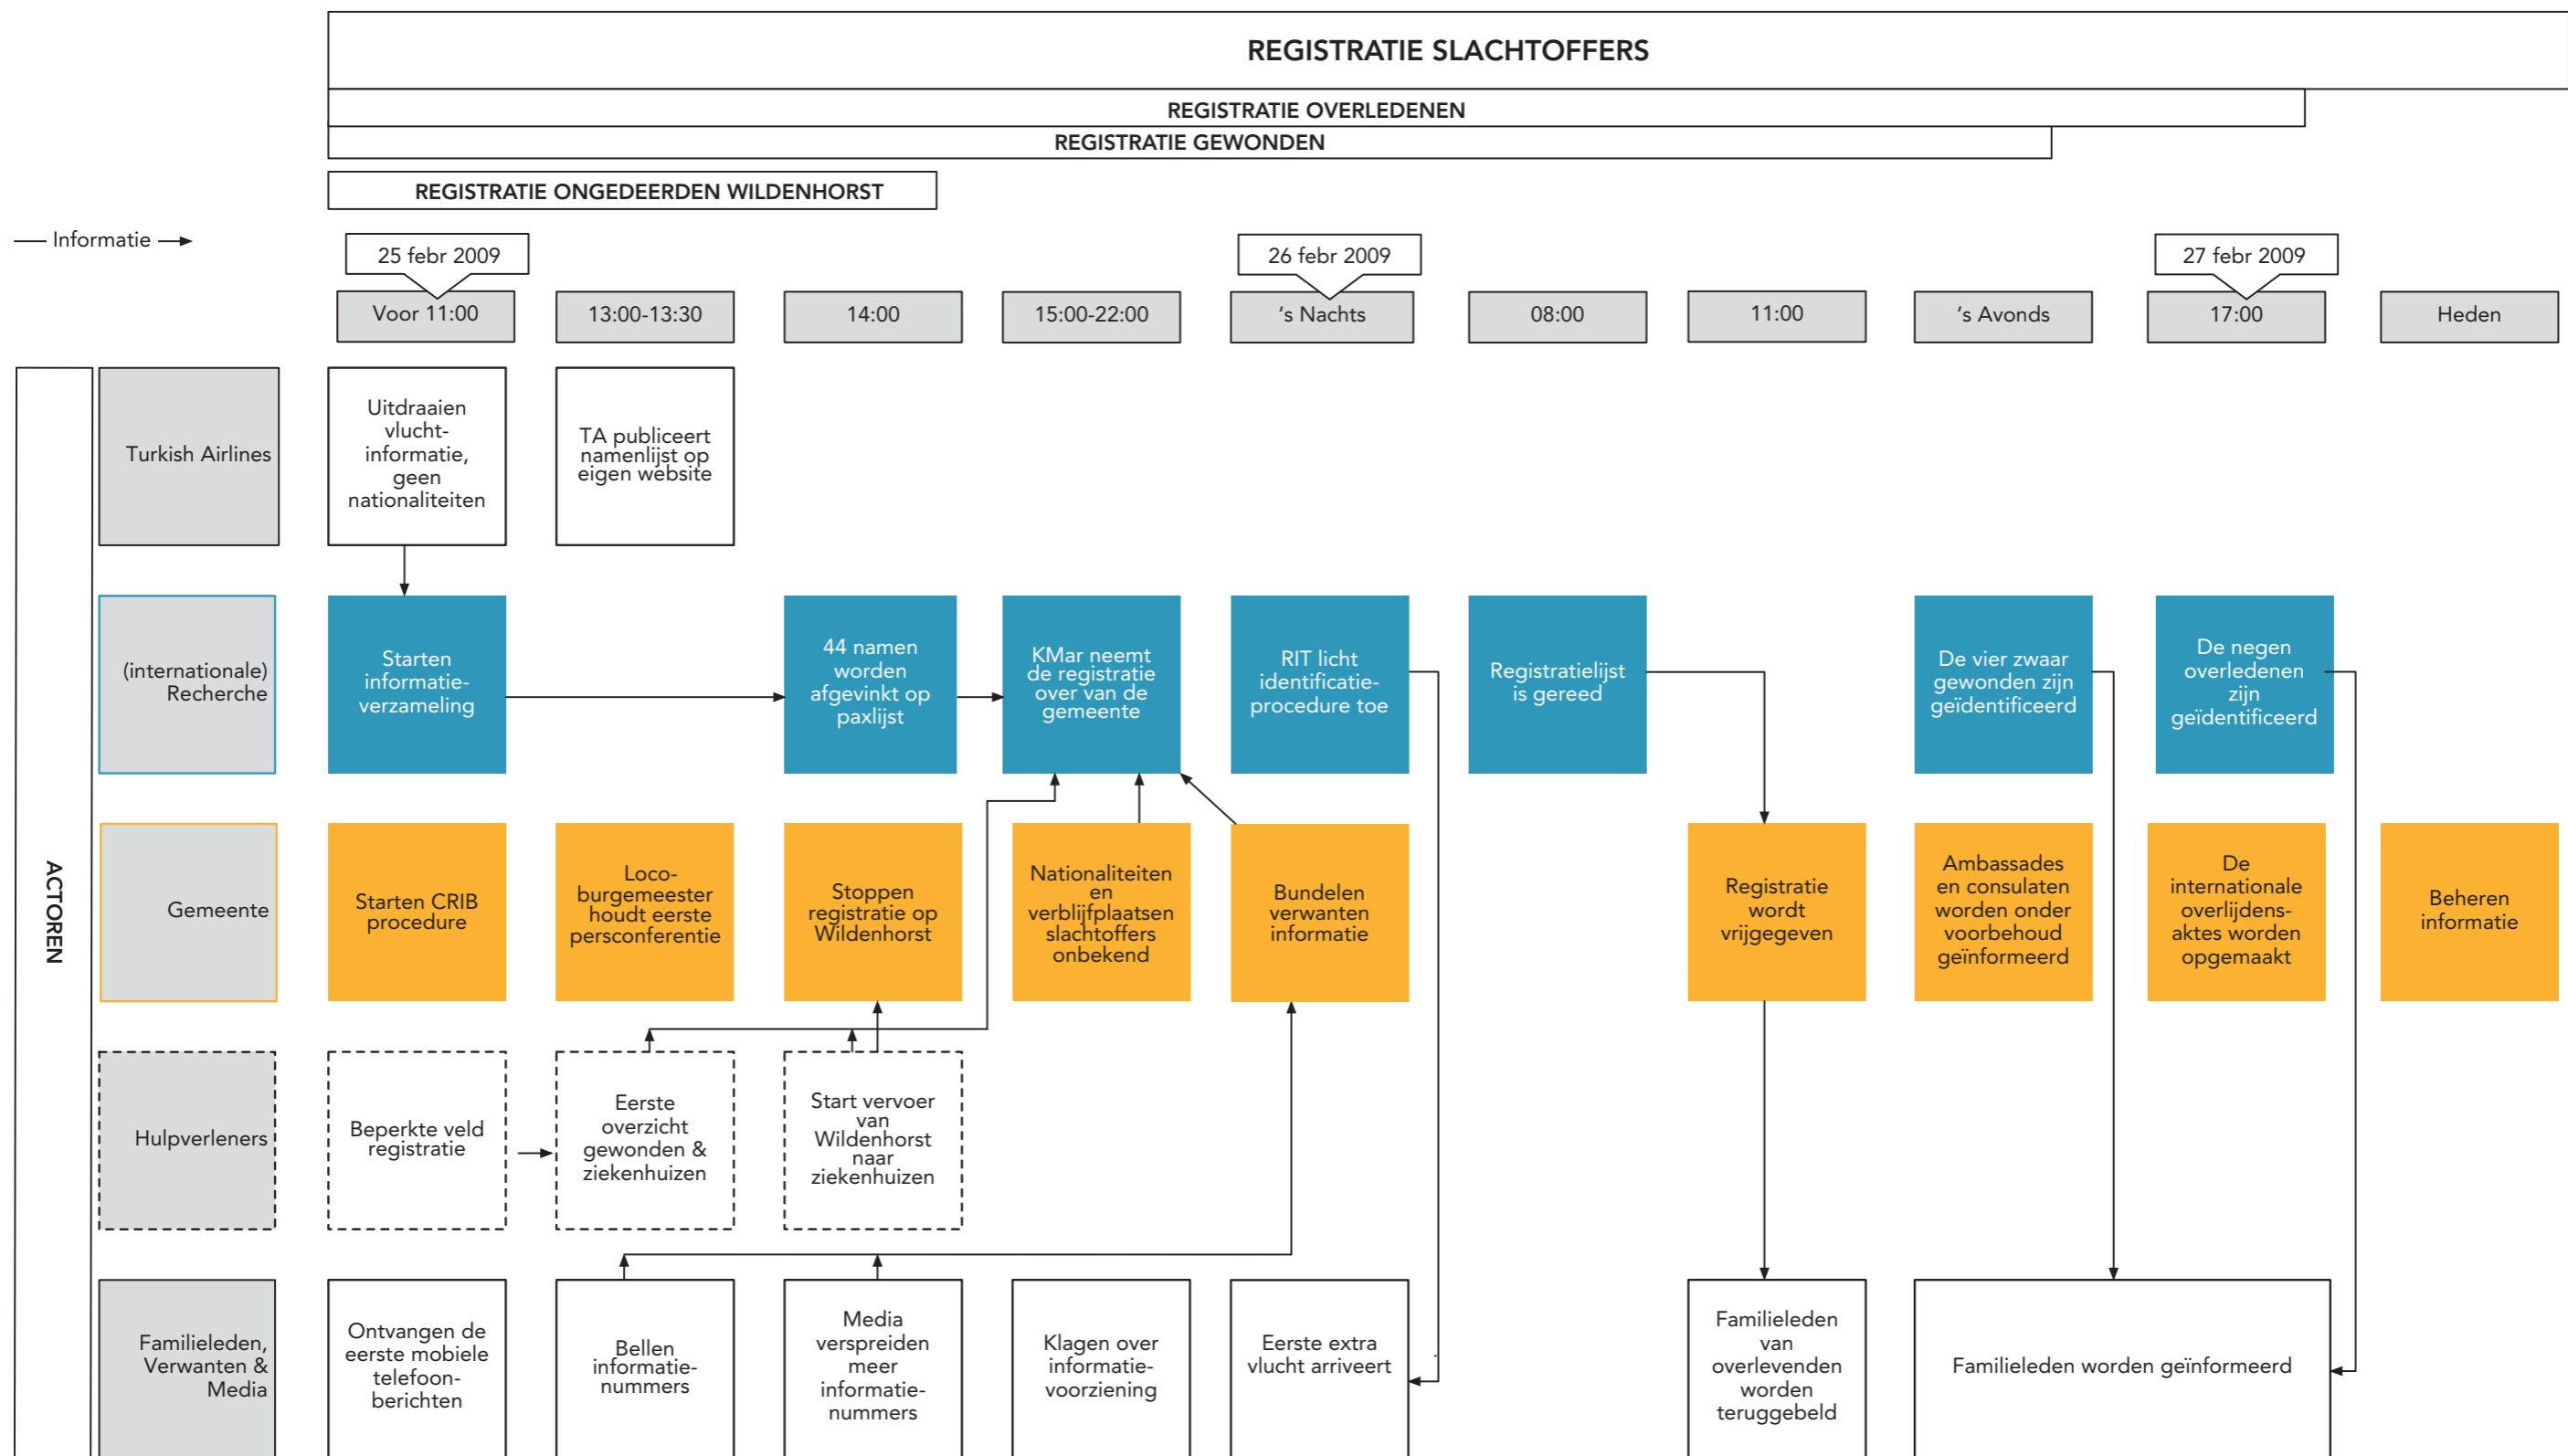 REGISTRATIE SLACHTOFFERS
REGISTRATIE OVERLEDENEN
REGISTRATIE GEWONDEN
REGISTRATIE ONGEDEERDEN WILDENHORST
Informatie
25 febr 2009
26 febr 2009
27 febr 2009
Voor 11:00
13:00-13:30
14:00
15:00-22:00
's Nachts
08:00
11:00
's Avonds
17:00
Heden
ACTOREN
Turkish Airlines
Uitdraaien
vlucht-
informatie,
geen
nationaliteiten
TA publiceert
namenlijst op
eigen website
(internationale)
Recherche
Starten
informatie-
verzameling
44 namen
worden
afgevinkt op
paxlijst
KMar neemt
de registratie
over van de
gemeente
RIT licht
identificatie-
procedure toe
Registratielijst
is gereed
De vier zwaar
gewonden zijn
geïdentificeerd
De negen
overledenen
zijn
geïdentificeerd
Gemeente
Starten CRIB
procedure
Loco-
burgemeester
houdt eerste
persconferentie
Stoppen
registratie op
Wildenhorst
Nationaliteiten
en
verblijfplaatsen
slachtoffers
onbekend
Bundelen
verwanten
informatie
Registratie
wordt
vrijgegeven
Ambassades
en consulaten
worden onder
voorbehoud
geïnformeerd
De
internationale
overlijdens-
aktes worden
opgemaakt
Beheren
informatie
Hulpverleners
Beperkte veld
registratie
Eerste
overzicht
gewonden &
ziekenhuizen
Start vervoer
van
Wildenhorst
naar
ziekenhuizen
Familieleden,
Verwanten &
Media
Ontvangen de
eerste mobiele
telefoon-
berichten
Bellen
informatie-
nummers
Media
verspreiden
meer
informatie-
nummers
Klagen over
informatie-
voorziening
Eerste extra
vlucht arriveert
Familieleden
van
overlevenden
worden
teruggebeld
Familieleden worden geïnformeerd